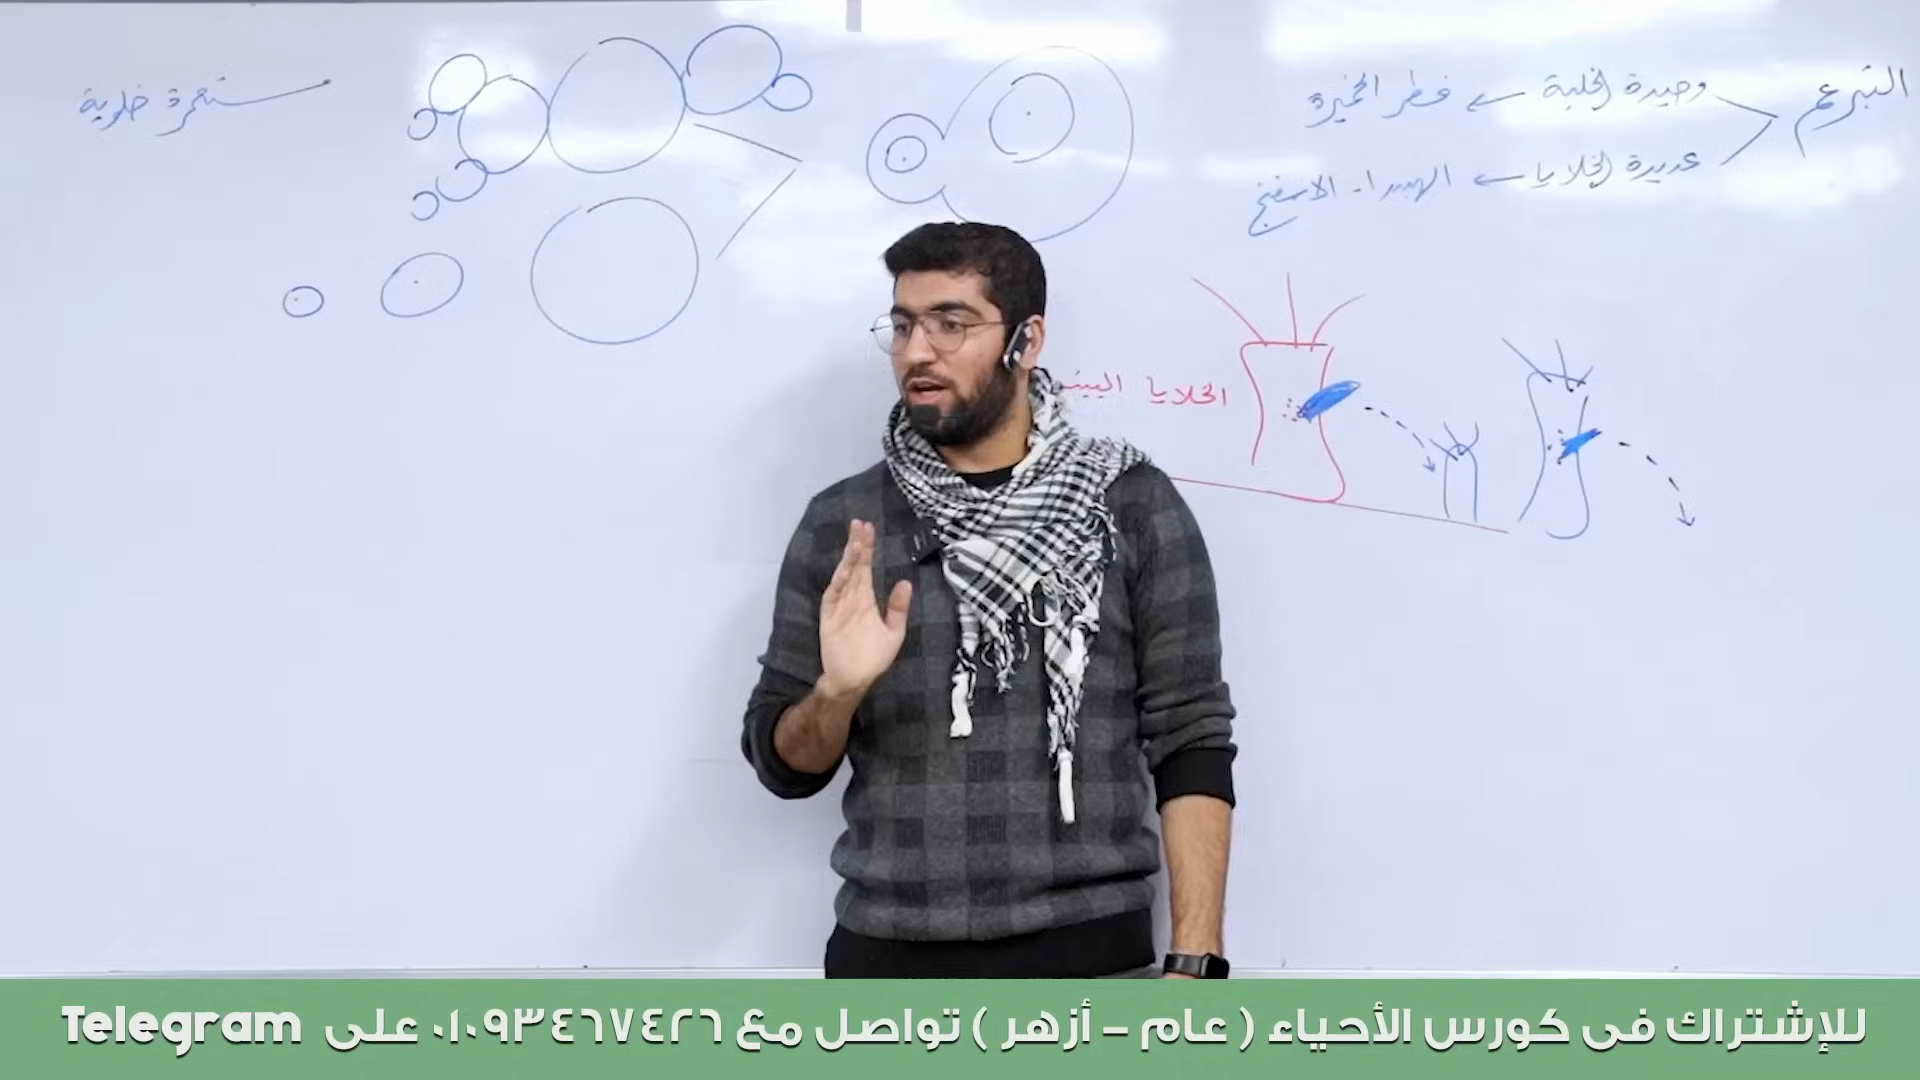 التبرعم
وحيدة الخلية ← فطر الخميرة
عديدة الخلايا ← الهيدرا - الاسفنج
مستعمرة خلوية
الخلايا البينـ
للإشتراك فى كورس الأحياء ( عام - أزهر ) تواصل مع ٠١٠٩٣٤٦٧٤٢٦ على Telegram